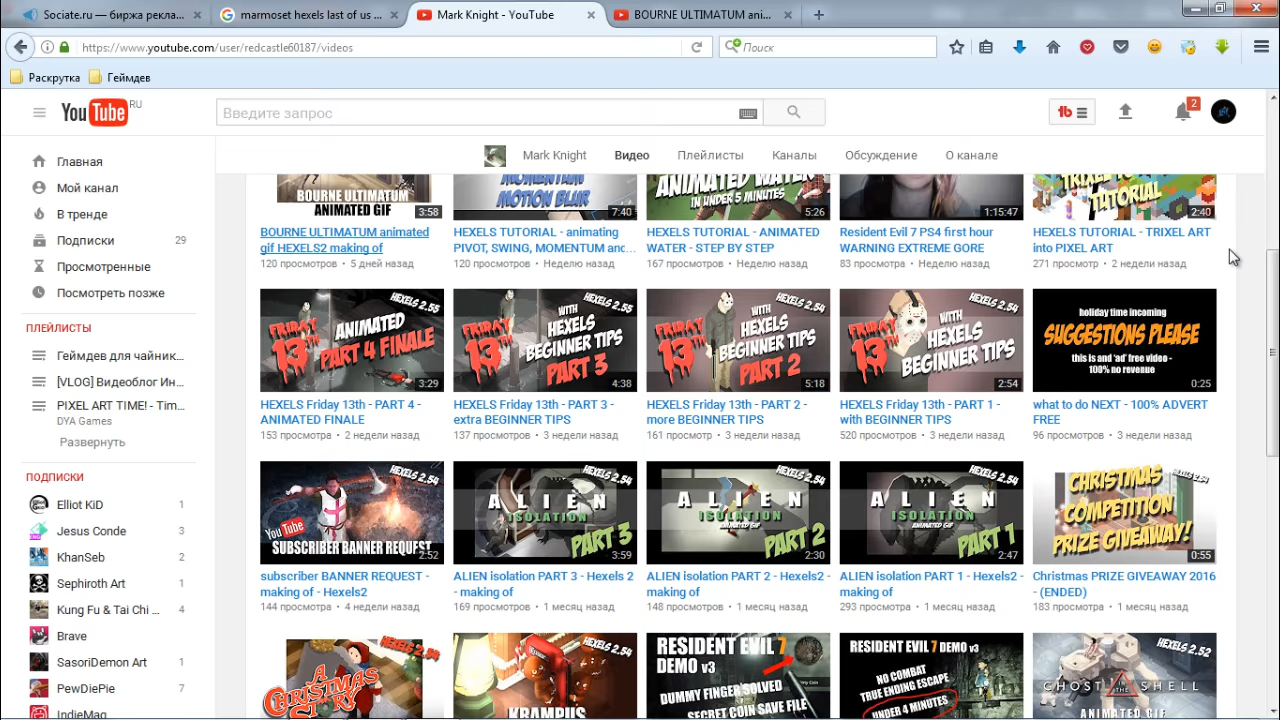 Sociate.ru — биржа рекла...
marmoset hexels last of us ...
Mark Knight - YouTube
BOURNE ULTIMATUM ani...
https://www.youtube.com/user/redcastle60187/videos
Поиск
Раскрутка
Геймдев
YouTube RU
Введите запрос
tb
2
Mark Knight
Видео
Плейлисты
Каналы
Обсуждение
О канале
Главная
Мой канал
В тренде
Подписки 29
Просмотренные
Посмотреть позже
ПЛЕЙЛИСТЫ
Геймдев для чайник...
[VLOG] Видеоблог Ин...
PIXEL ART TIME! - Tim...
DYA Games
Развернуть
ПОДПИСКИ
Elliot KiD 1
Jesus Conde 3
KhanSeb 2
Sephiroth Art 1
Kung Fu & Tai Chi ... 4
Brave 1
SasoriDemon Art 1
PewDiePie 7
IndieMag
BOURNE ULTIMATUM
ANIMATED GIF
3:58
BOURNE ULTIMATUM animated
gif HEXELS2 making of
120 просмотров • 5 дней назад
MOMENTUM
MOTION BLUR
7:40
HEXELS TUTORIAL - animating
PIVOT, SWING, MOMENTUM and...
120 просмотров • Неделю назад
ANIMATED WATER
IN UNDER 5 MINUTES
5:26
HEXELS TUTORIAL - ANIMATED
WATER - STEP BY STEP
167 просмотров • Неделю назад
1:15:47
Resident Evil 7 PS4 first hour
WARNING EXTREME GORE
83 просмотра • Неделю назад
TRIXEL TO
TUTORIAL
2:40
HEXELS TUTORIAL - TRIXEL ART
into PIXEL ART
271 просмотр • 2 недели назад
HEXELS 2.55
FRIDAY
THE
13TH
ANIMATED
PART 4 FINALE
3:29
HEXELS Friday 13th - PART 4 -
ANIMATED FINALE
153 просмотра • 2 недели назад
HEXELS 2.55
FRIDAY
THE
13TH
WITH
HEXELS
BEGINNER TIPS
PART 3
4:38
HEXELS Friday 13th - PART 3 -
extra BEGINNER TIPS
137 просмотров • 3 недели назад
HEXELS 2.54
FRIDAY
THE
13TH
WITH
HEXELS
BEGINNER TIPS
PART 2
5:18
HEXELS Friday 13th - PART 2 -
more BEGINNER TIPS
161 просмотр • 3 недели назад
HEXELS 2.54
FRIDAY
THE
13TH
WITH
HEXELS
BEGINNER TIPS
2:54
HEXELS Friday 13th - PART 1 -
with BEGINNER TIPS
520 просмотров • 3 недели назад
holiday time incoming
SUGGESTIONS PLEASE
this is and 'ad' free video -
100% no revenue
0:25
what to do NEXT - 100% ADVERT
FREE
96 просмотров • 3 недели назад
HEXELS 2.54
YouTube
SUBSCRIBER BANNER REQUEST
2:52
subscriber BANNER REQUEST -
making of - Hexels2
144 просмотра • 4 недели назад
HEXELS 2.54
ALIEN
ISOLATION
PART 3
3:59
ALIEN isolation PART 3 - Hexels 2
- making of
169 просмотров • 1 месяц назад
HEXELS 2.54
ALIEN
ISOLATION
ANIMATED GIF
PART 2
2:30
ALIEN isolation PART 2 - Hexels2 -
making of
148 просмотров • 1 месяц назад
HEXELS 2.54
ALIEN
ISOLATION
ANIMATED GIF
PART 1
2:47
ALIEN isolation PART 1 - Hexels2 -
making of
293 просмотра • 1 месяц назад
HEXELS 2.54
CHRISTMAS
COMPETITION
PRIZE GIVEAWAY!
0:55
Christmas PRIZE GIVEAWAY 2016
- (ENDED)
183 просмотра • 1 месяц назад
HEXELS 2.54
A
CHRISTMAS
STORY
HEXELS 2.54
KRAMPUS
RESIDENT EVIL 7
DEMO v3
DUMMY FINGER SOLVED
SECRET COIN SAVE FILE
RESIDENT EVIL 7 DEMO v3
NO COMBAT
TRUE ENDING ESCAPE
UNDER 4 MINUTES
HEXELS 2.52
GHOST IN THE SHELL
ANIMATED GIF